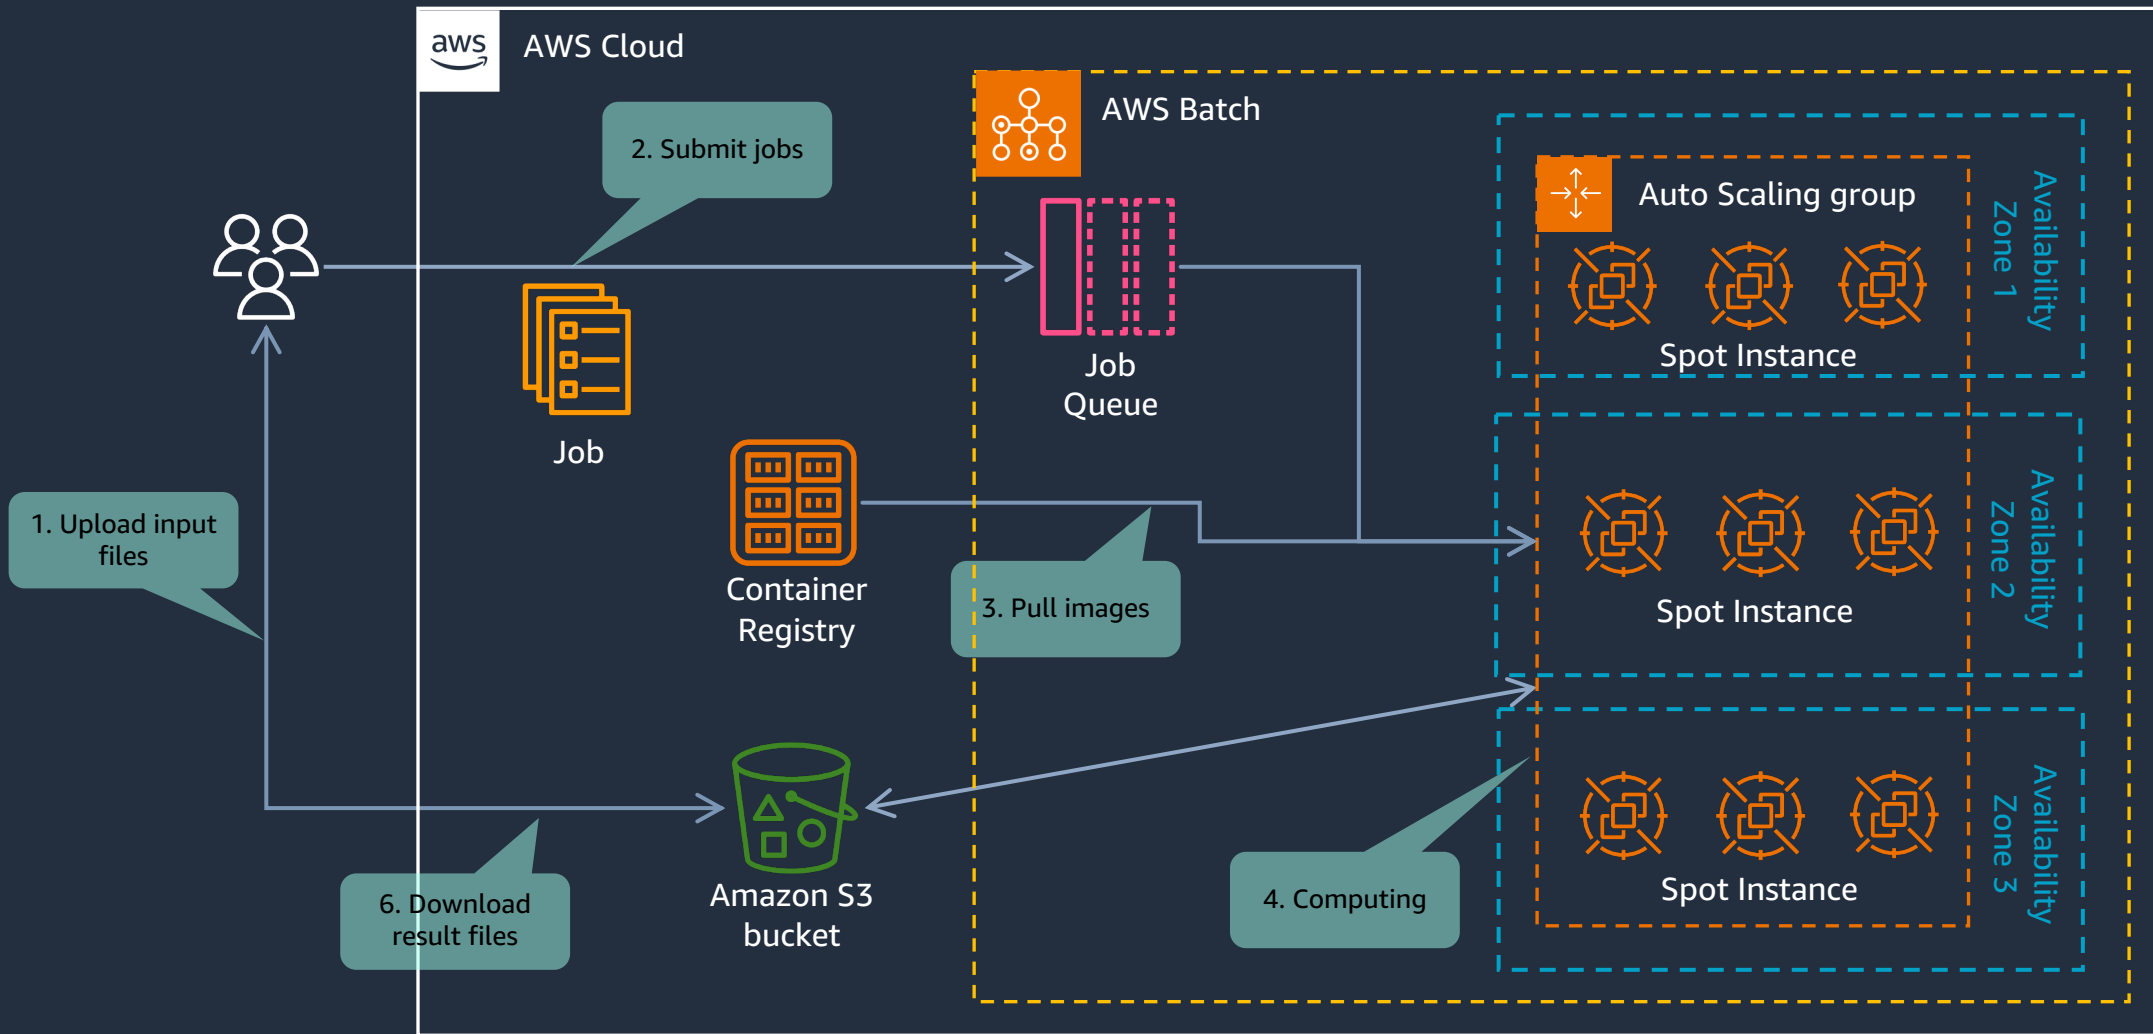 aws
AWS Cloud
AWS Batch
2. Submit jobs
Auto Scaling group
Availability
Zone 1
Spot Instance
Job
Queue
Job
1. Upload input
files
Container
Registry
3. Pull images
Availability
Zone 2
Spot Instance
Amazon S3
bucket
6. Download
result files
4. Computing
Availability
Zone 3
Spot Instance